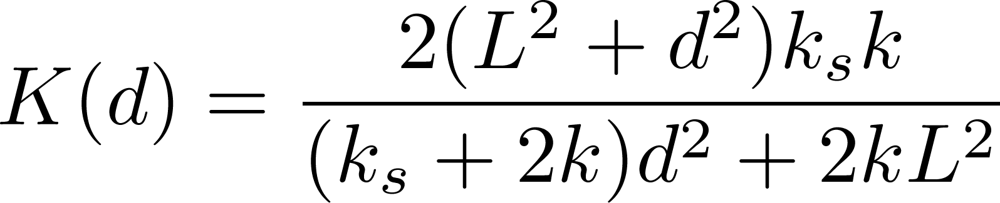 K(d) = \frac{2(L^2 + d^2)k_s k}{(k_s + 2k)d^2 + 2kL^2}